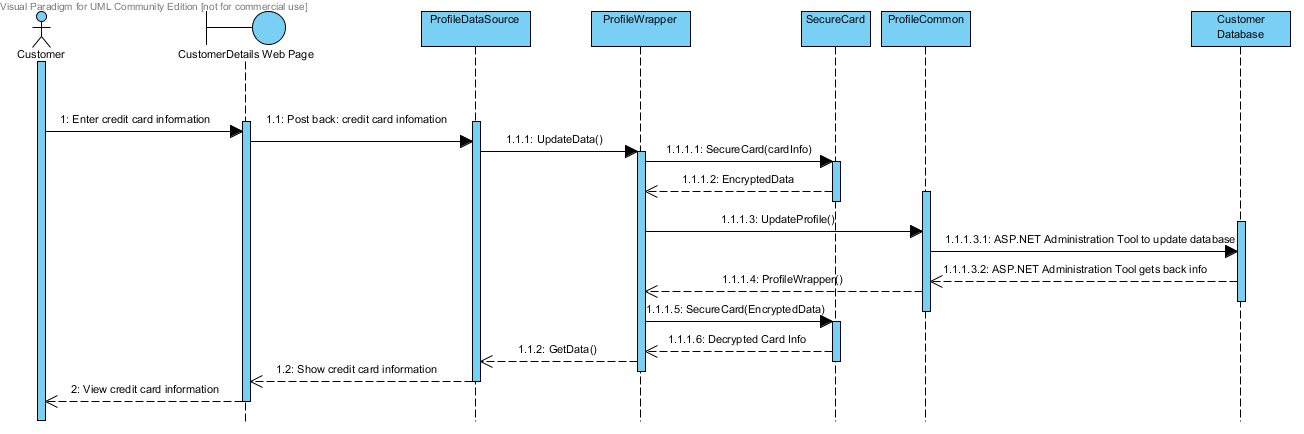 Visual Paradigm for UML Community Edition [not for commercial use]
Customer
CustomerDetails Web Page
ProfileDataSource
ProfileWrapper
SecureCard
ProfileCommon
Customer
Database
1: Enter credit card information
1.1: Post back: credit card infomation
1.1.1: UpdateData()
1.1.1.1: SecureCard(cardInfo)
1.1.1.2: EncryptedData
1.1.1.3: UpdateProfile()
1.1.1.3.1: ASP.NET Administration Tool to update database
1.1.1.3.2: ASP.NET Administration Tool gets back info
1.1.1.4: ProfileWrapper()
1.1.1.5: SecureCard(EncryptedData)
1.1.1.6: Decrypted Card Info
1.1.2: GetData()
1.2: Show credit card information
2: View credit card information